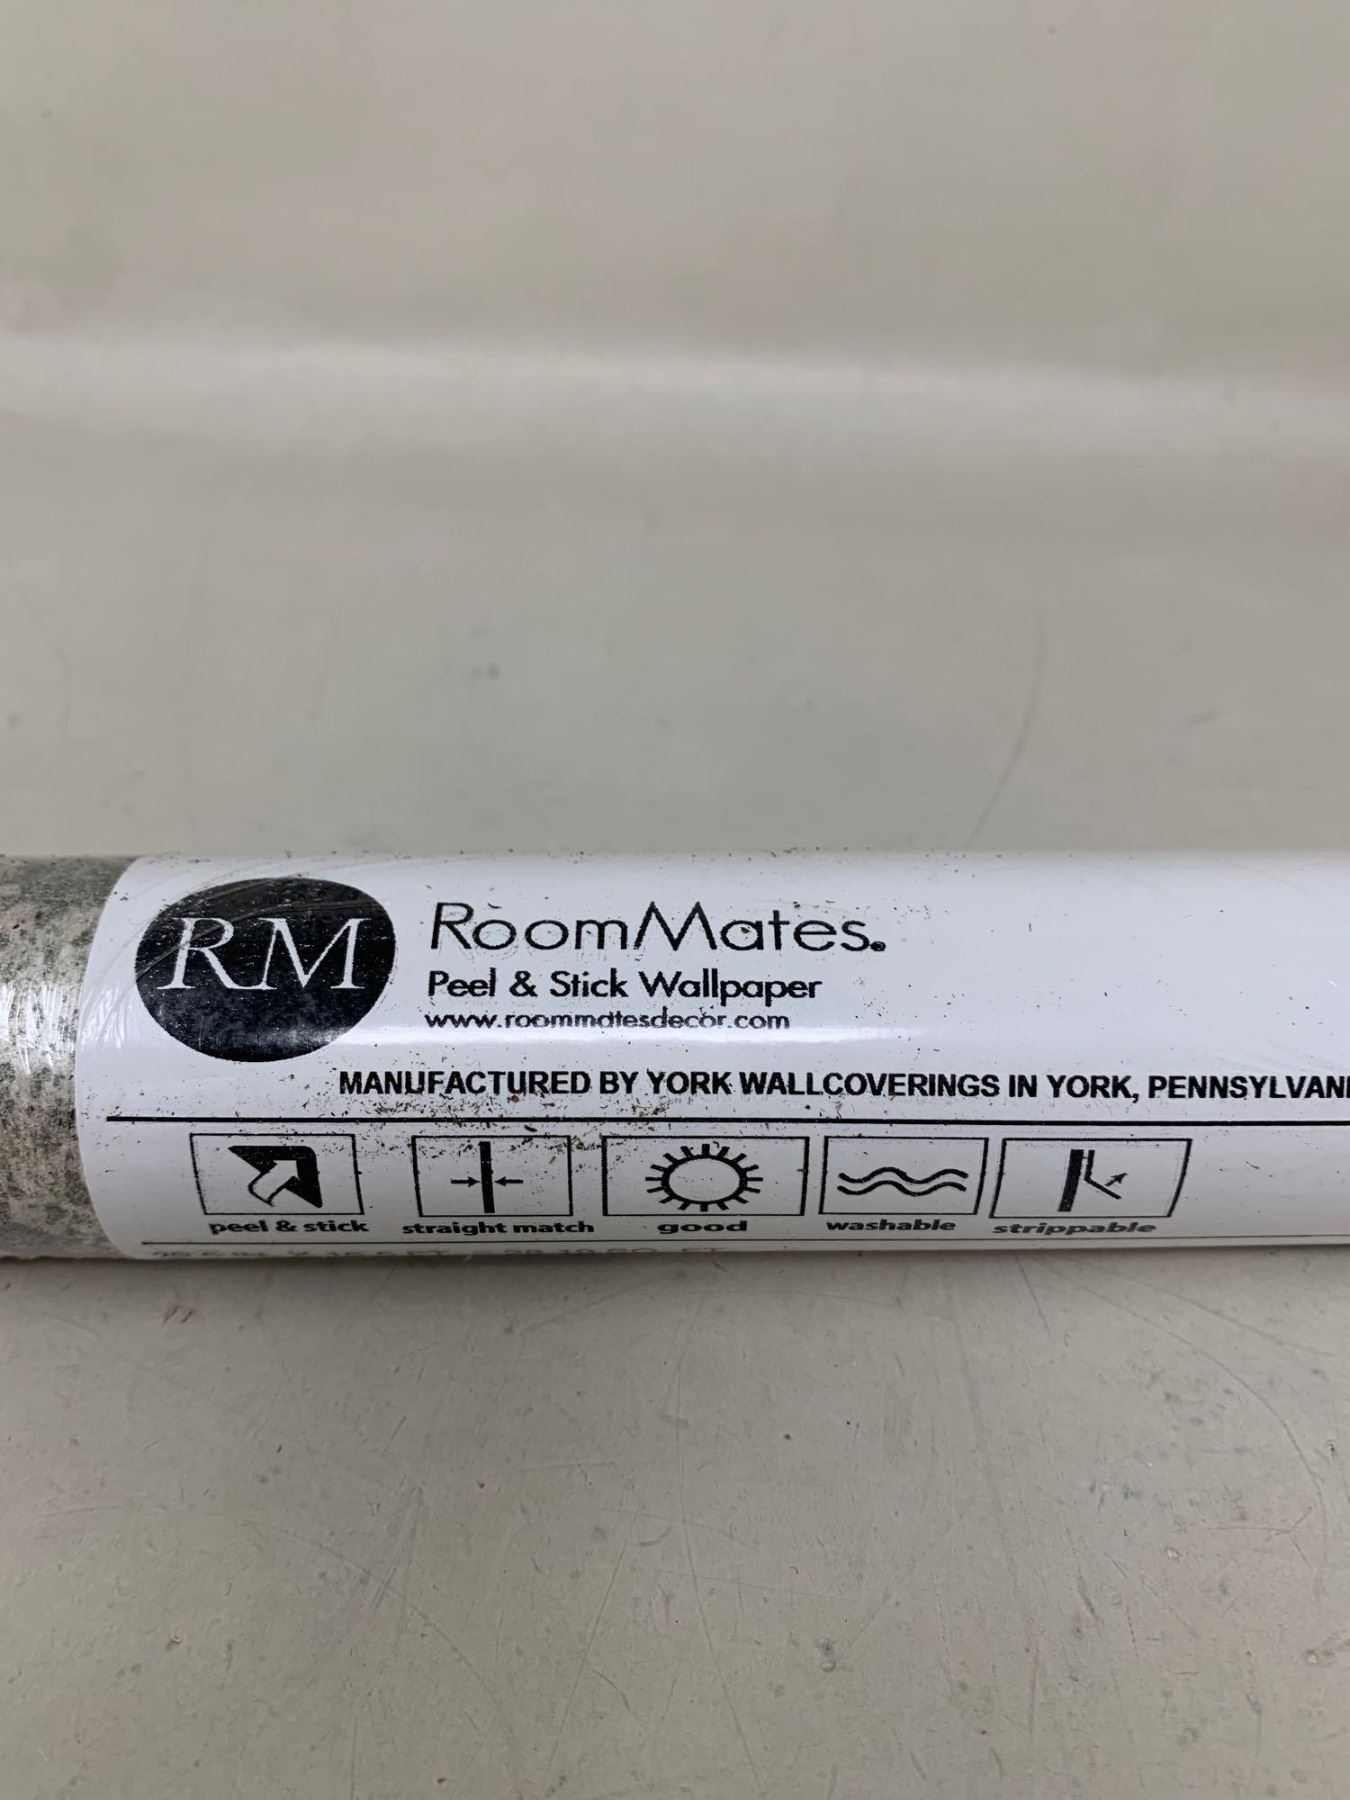 RM
RoomMates®
Peel & Stick Wallpaper
www.roommatesdecor.com
MANUFACTURED BY YORK WALLCOVERINGS IN YORK, PENNSYLVANI
peel & stick straight match good washable strippable